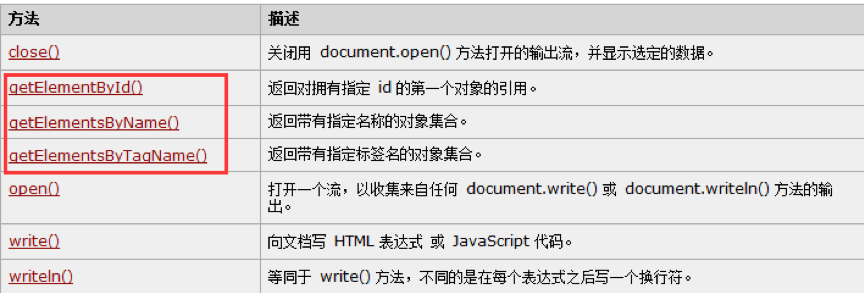 方法 描述
close() 关闭用 document.open() 方法打开的输出流，并显示选定的数据。
getElementById() 返回对拥有指定 id 的第一个对象的引用。
getElementsByName() 返回带有指定名称的对象集合。
getElementsByTagName() 返回带有指定标签名的对象集合。
open() 打开一个流，以收集来自任何 document.write() 或 document.writeln() 方法的输
出。
write() 向文档写 HTML 表达式 或 JavaScript 代码。
writeln() 等同于 write() 方法，不同的是在每个表达式之后写一个换行符。